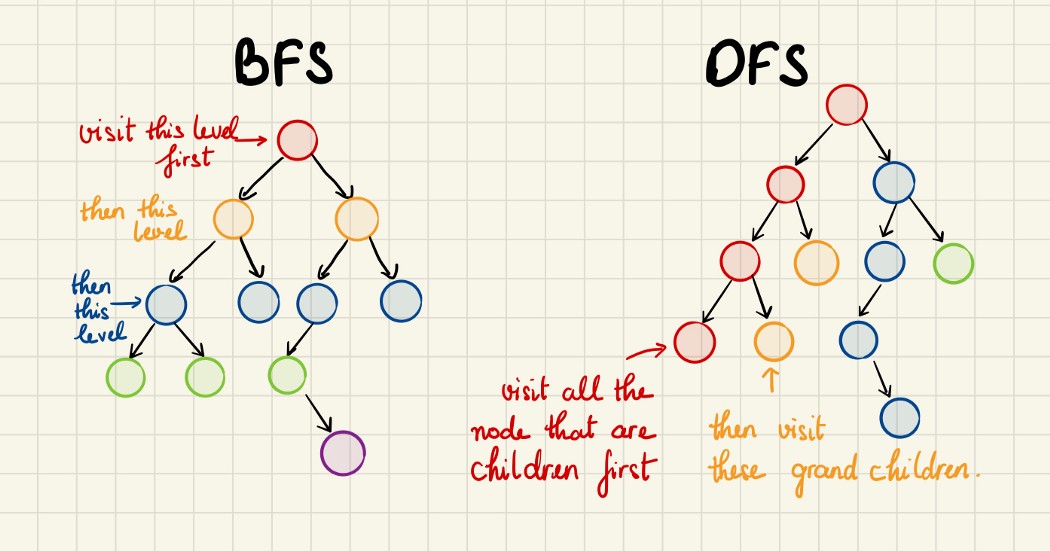 BFS
visit this level
first
then this
level
then
this
level
DFS
visit all the
node that are
children first
then visit
these grand children.